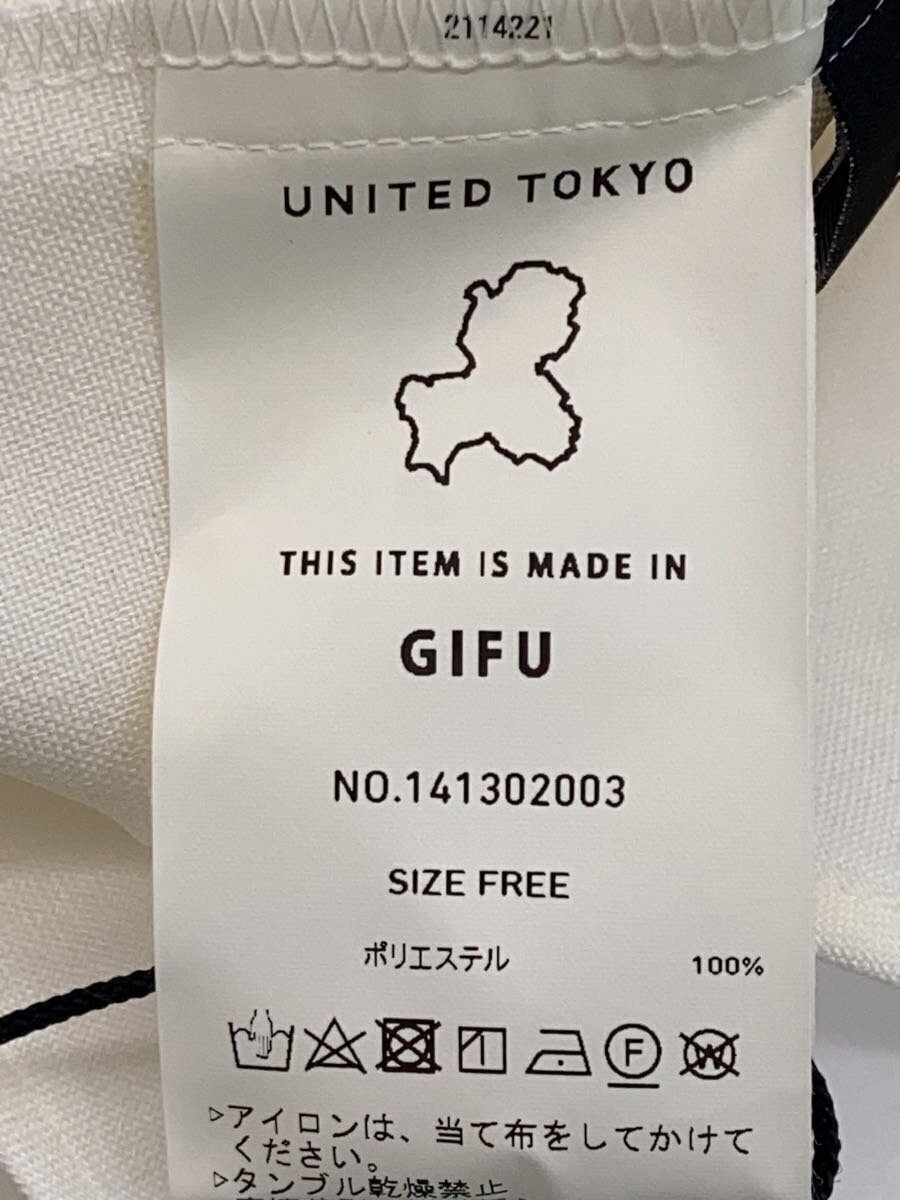 2114221
UNITED TOKYO
THIS ITEM IS MADE IN
GIFU
NO.141302003
SIZE FREE
ポリエステル 100%
F W
▷アイロンは、当て布をしてかけて
ください。
▷タンブル乾燥禁止